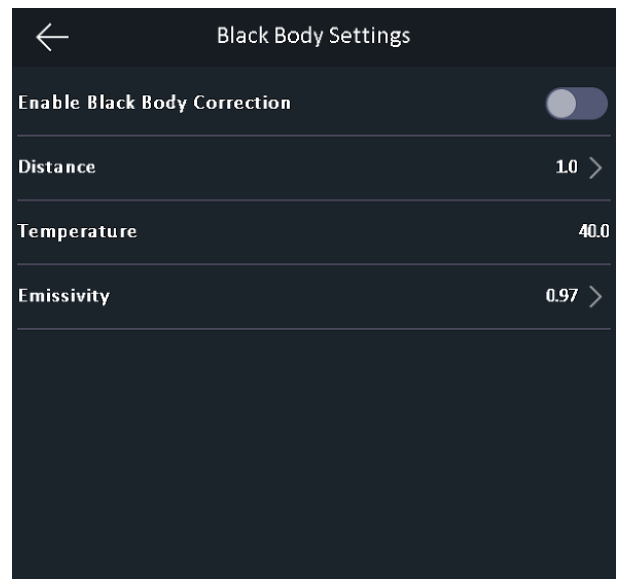 Black Body Settings
Enable Black Body Correction
Distance 1.0
Temperature 40.0
Emissivity 0.97